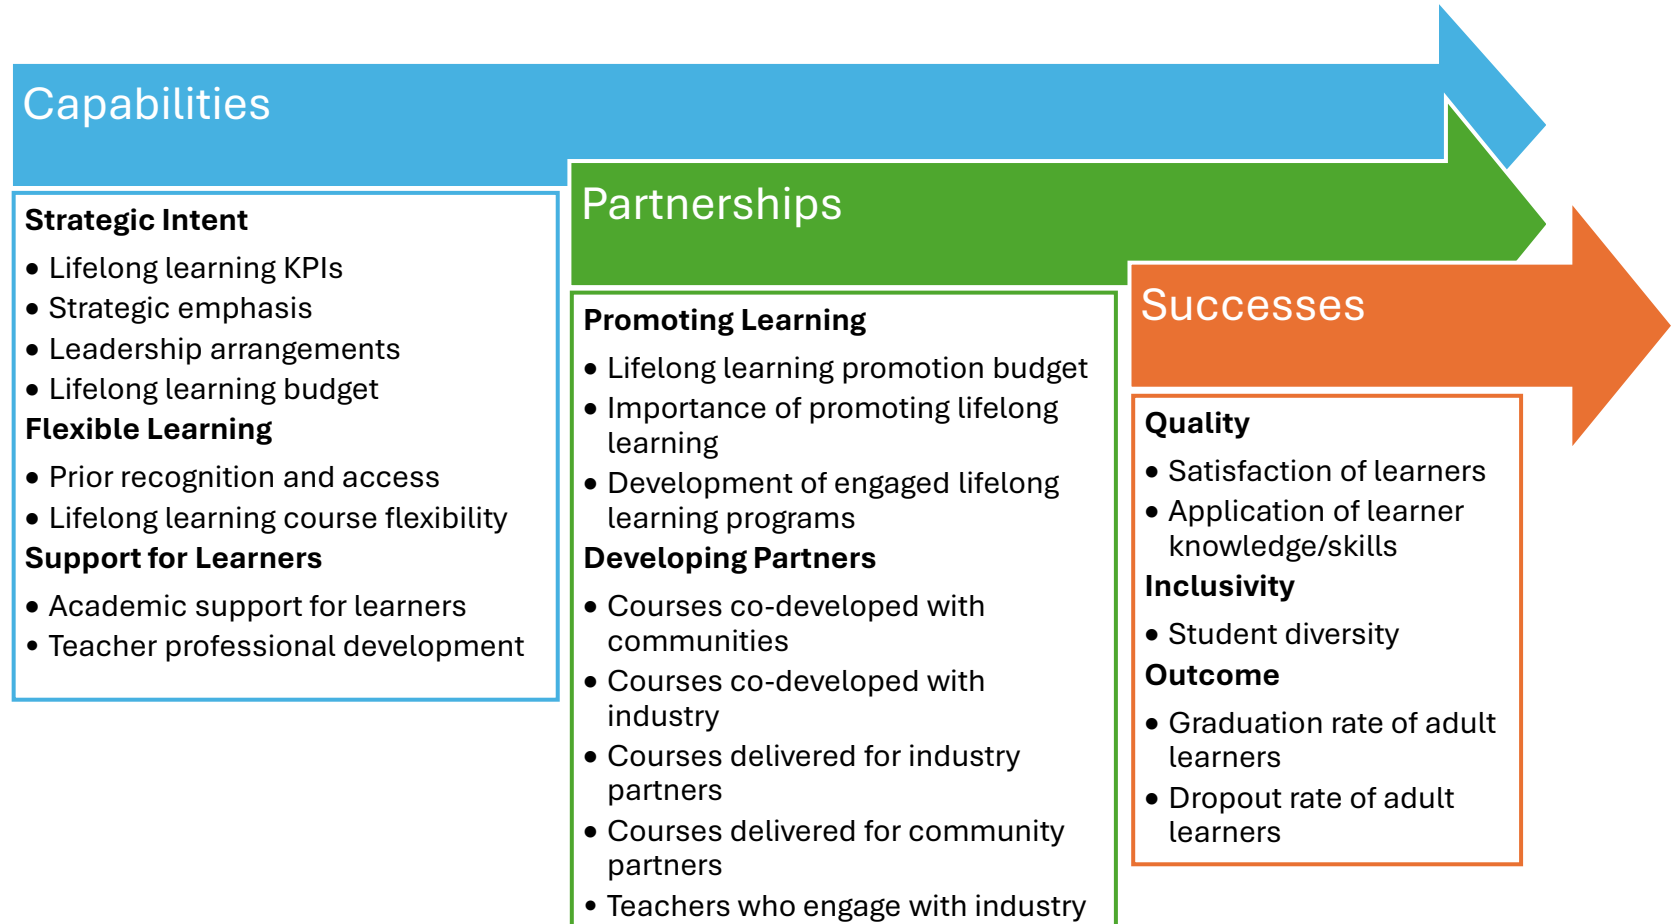 Capabilities
Strategic Intent
• Lifelong learning KPIs
• Strategic emphasis
• Leadership arrangements
• Lifelong learning budget
Flexible Learning
• Prior recognition and access
• Lifelong learning course flexibility
Support for Learners
• Academic support for learners
• Teacher professional development
Partnerships
Promoting Learning
• Lifelong learning promotion budget
• Importance of promoting lifelong
learning
• Development of engaged lifelong
learning programs
Developing Partners
• Courses co-developed with
communities
• Courses co-developed with
industry
• Courses delivered for industry
partners
• Courses delivered for community
partners
• Teachers who engage with industry
Successes
Quality
• Satisfaction of learners
• Application of learner
knowledge/skills
Inclusivity
• Student diversity
Outcome
• Graduation rate of adult
learners
• Dropout rate of adult
learners